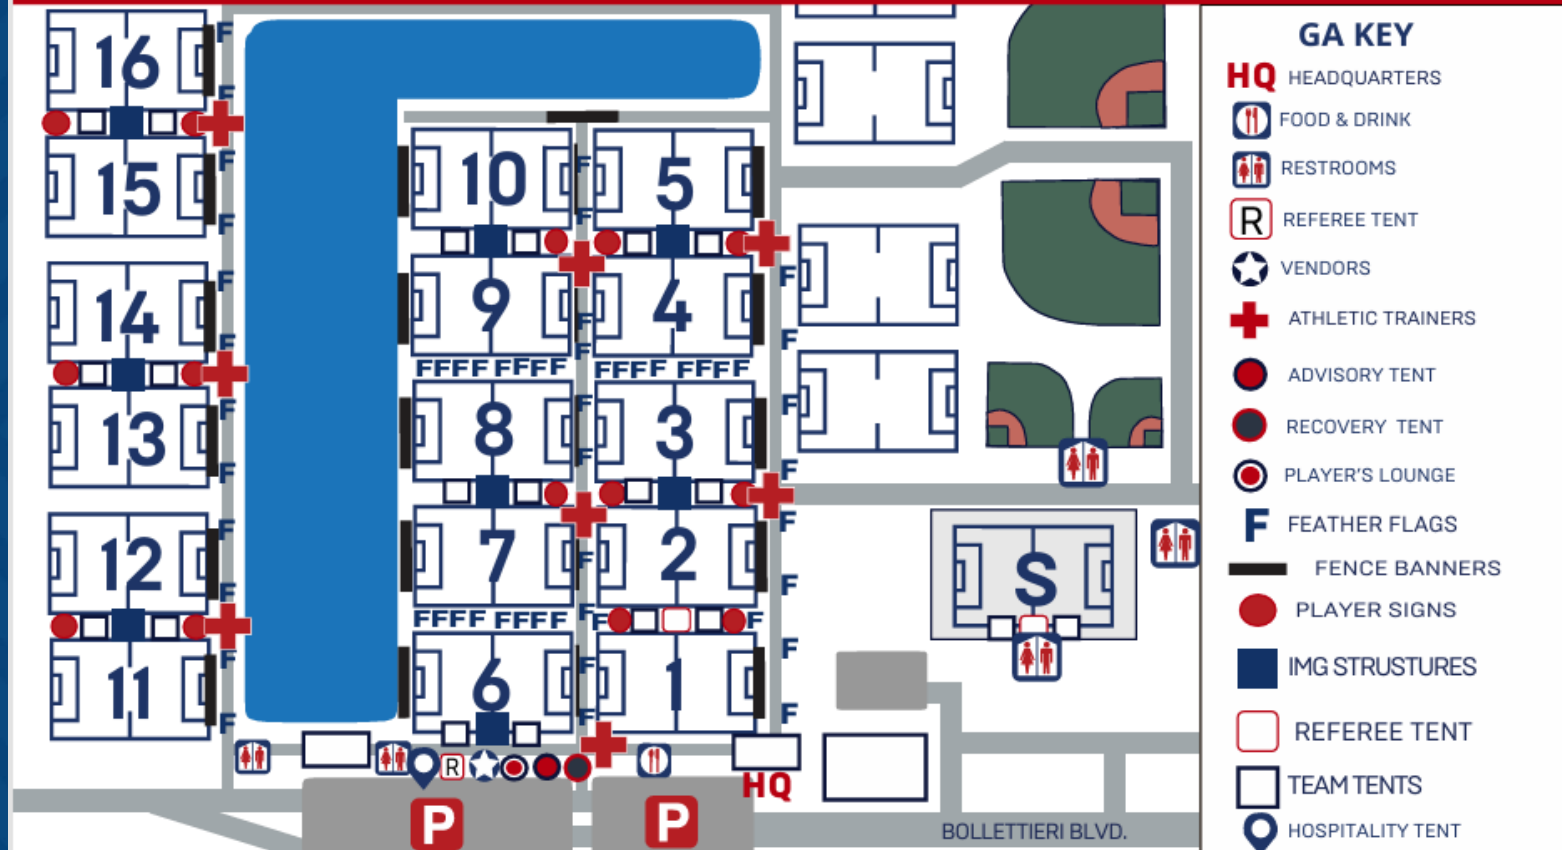 16
F
F
15
F
F
14
F
F
13
F
F
12
F
F
11
F
F
10
F
5
F
9
4
F
F
F
F
FFFF FFFF
FFFF FFFF
8
F
3
F
F
F
7
F
2
F
F
FFFF FFFF
F
F
F
6
F
1
F
F
F
S
R
HQ
P
P
BOLLETTIERI BLVD.
GA KEY
HQ HEADQUARTERS
FOOD & DRINK
RESTROOMS
R REFEREE TENT
VENDORS
ATHLETIC TRAINERS
ADVISORY TENT
RECOVERY TENT
PLAYER'S LOUNGE
F FEATHER FLAGS
FENCE BANNERS
PLAYER SIGNS
IMG STRUSTURES
REFEREE TENT
TEAM TENTS
HOSPITALITY TENT